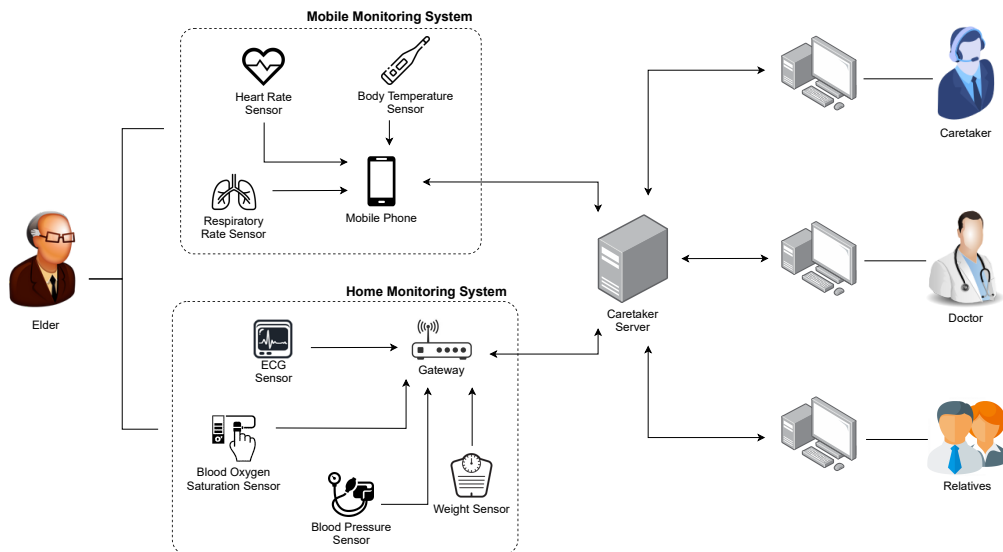 Mobile Monitoring System
Heart Rate
Sensor
Body Temperature
Sensor
Respiratory
Rate Sensor
Mobile Phone
Elder
Home Monitoring System
ECG
Sensor
Gateway
Blood Oxygen
Saturation Sensor
Blood Pressure
Sensor
Weight Sensor
Caretaker
Server
Caretaker
Doctor
Relatives